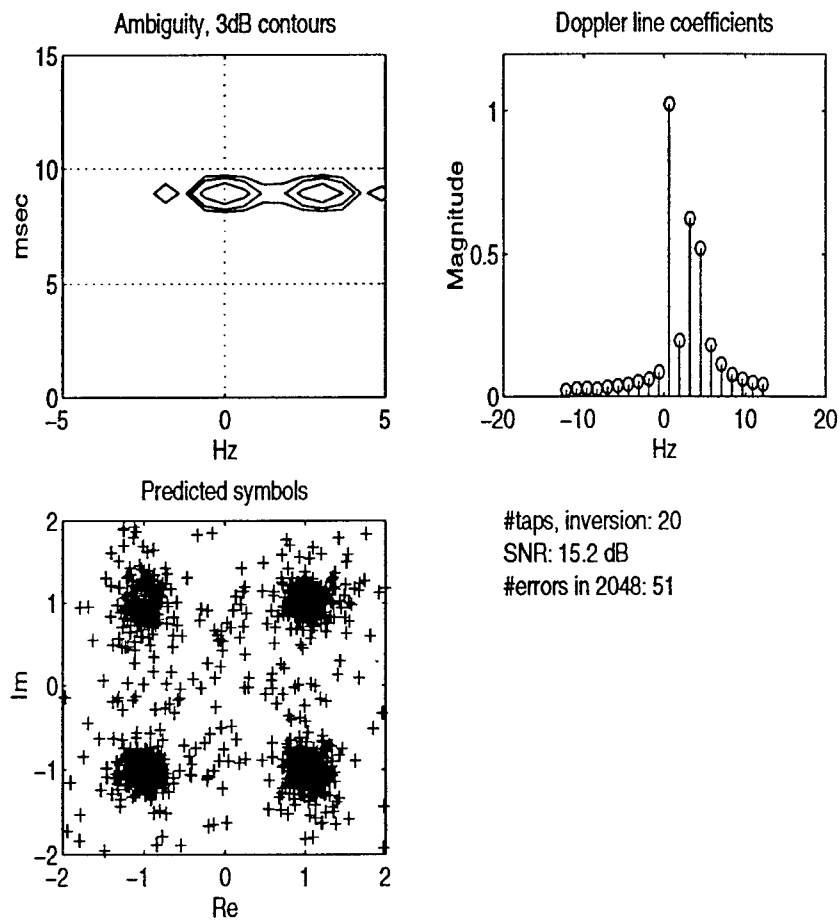 Ambiguity, 3dB contours
15
10
5
0
msec
−5
0
5
Hz
Doppler line coefficients
1
0.5
0
Magnitude
−20
−10
0
10
20
Hz
Predicted symbols
2
1
0
−1
−2
Im
−2
−1
0
1
2
Re
#taps, inversion: 20
SNR: 15.2 dB
#errors in 2048: 51